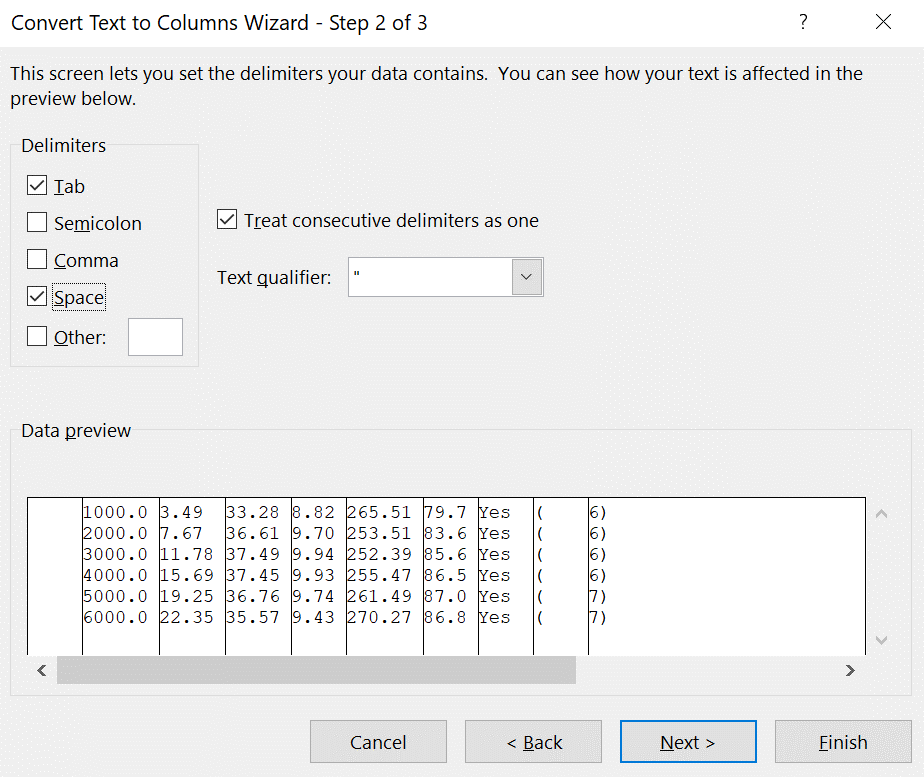 Convert Text to Columns Wizard - Step 2 of 3 ?
This screen lets you set the delimiters your data contains. You can see how your text is affected in the
preview below.
Delimiters
Tab
Semicolon
Comma
Space
Other:
Treat consecutive delimiters as one
Text qualifier: "
Data preview
1000.0 3.49 33.28 8.82 265.51 79.7 Yes ( 6)
2000.0 7.67 36.61 9.70 253.51 83.6 Yes ( 6)
3000.0 11.78 37.49 9.94 252.39 85.6 Yes ( 6)
4000.0 15.69 37.45 9.93 255.47 86.5 Yes ( 6)
5000.0 19.25 36.76 9.74 261.49 87.0 Yes ( 7)
6000.0 22.35 35.57 9.43 270.27 86.8 Yes ( 7)
Cancel < Back Next > Finish